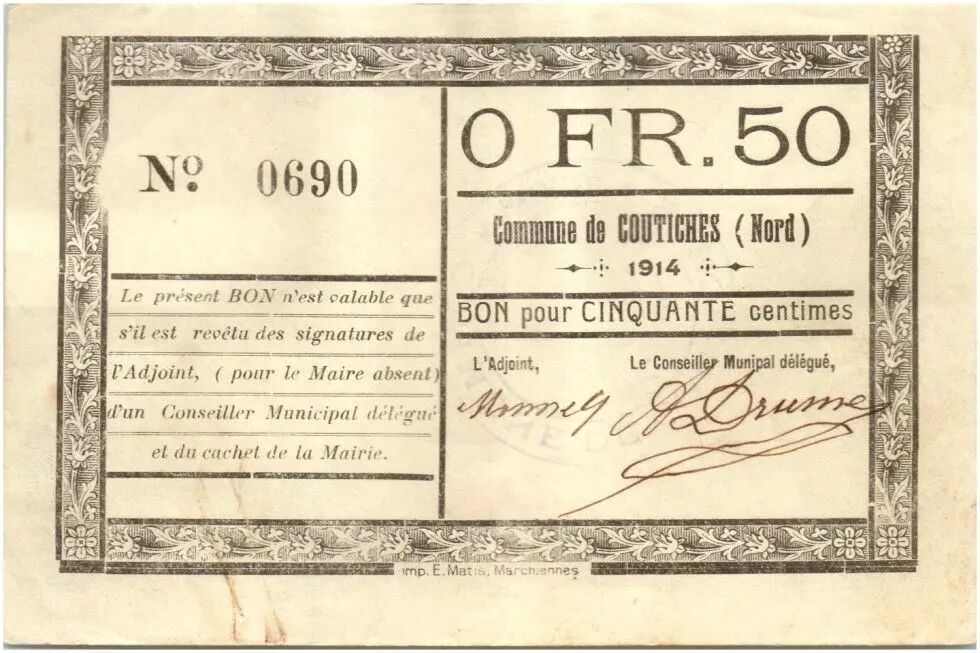 No. 0690
Le présent BON n'est valable que
s'il est revêtu des signatures de
l'Adjoint, ( pour le Maire absent)
d'un Conseiller Municipal délégué
et du cachet de la Mairie.
0 FR. 50
Commune de COUTICHES (Nord)
1914
BON pour CINQUANTE centimes
L'Adjoint,
Le Conseiller Munipal délégué,
Imp. E. Matis, Marchiennes